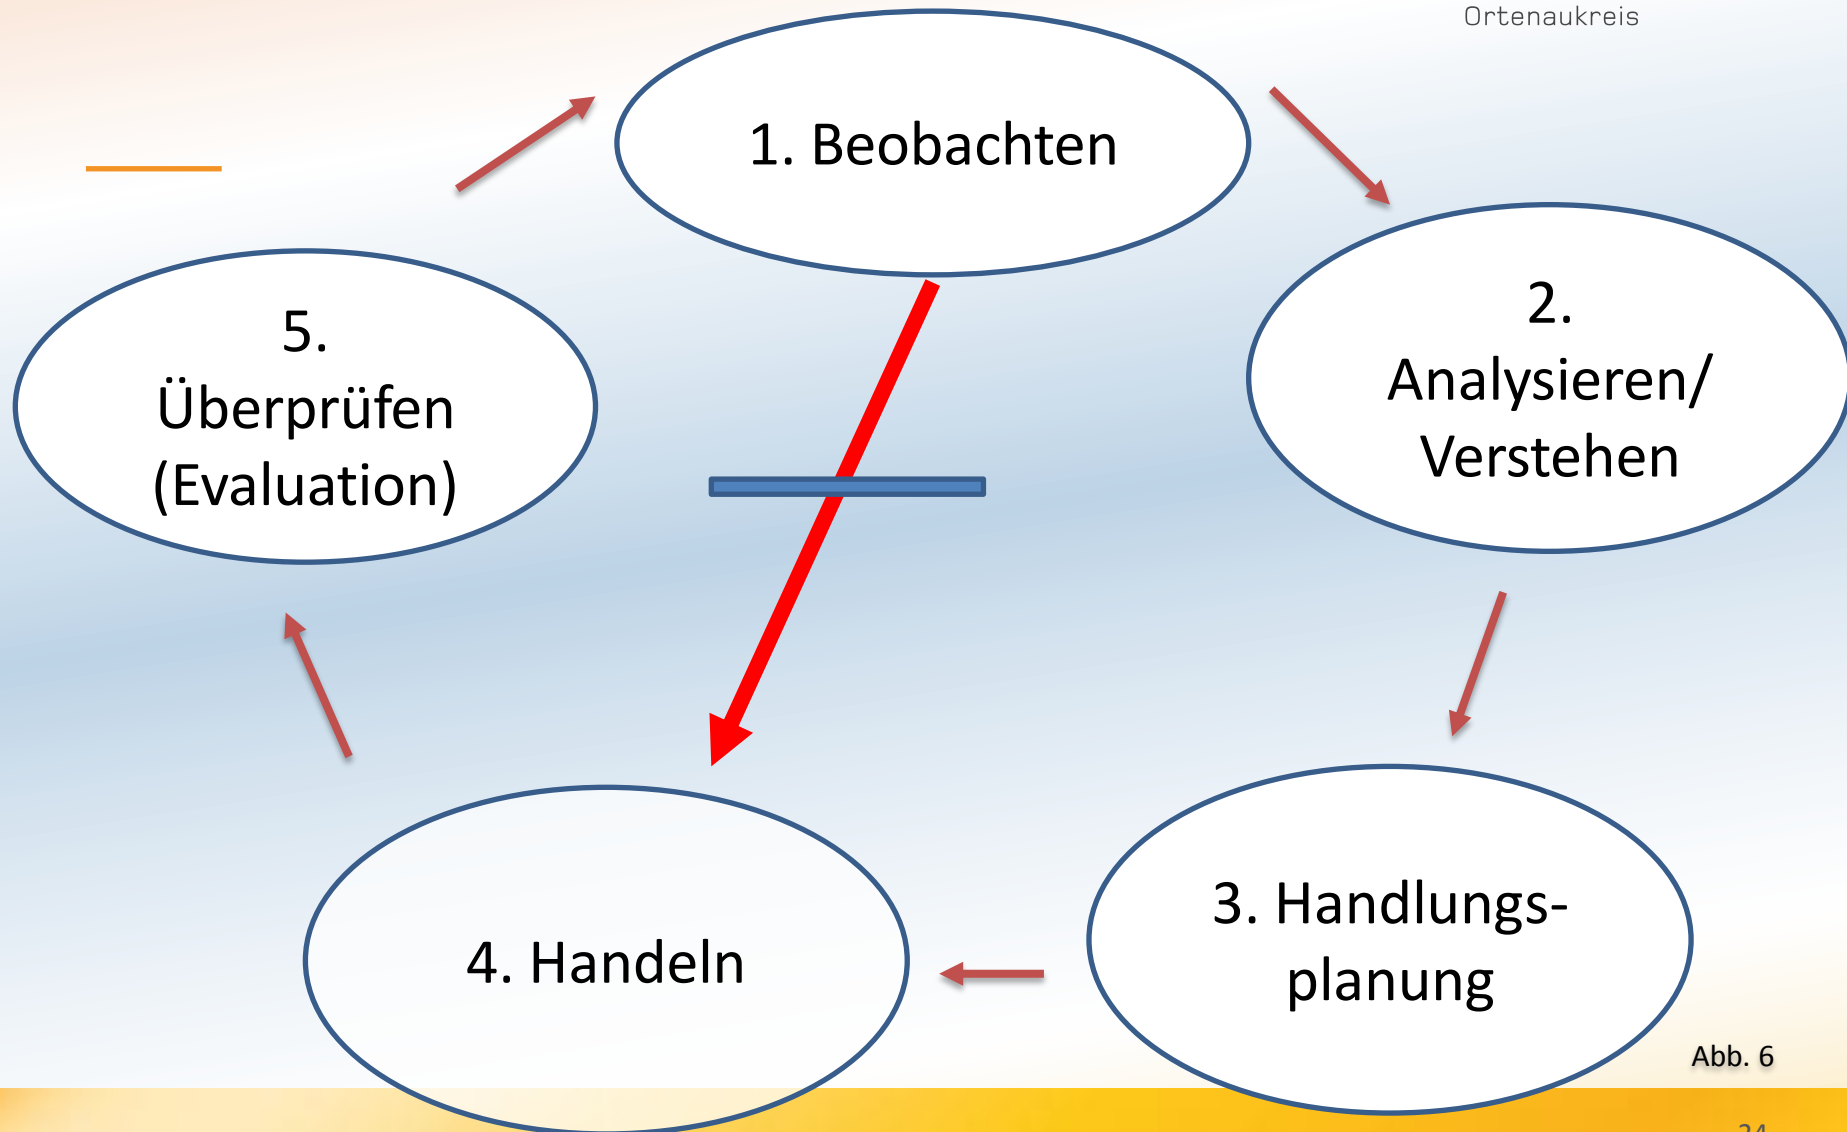 Ortenaukreis
1. Beobachten
2.
Analysieren/
Verstehen
3. Handlungs-
planung
4. Handeln
5.
Überprüfen
(Evaluation)
Abb. 6